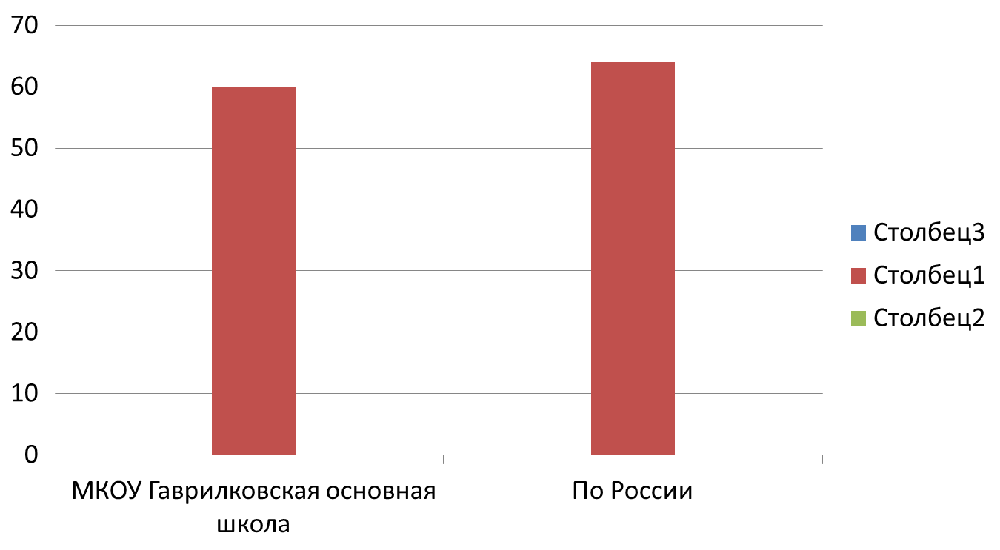 70
60
50
40
30
20
10
0
МКОУ Гаврилковская основная
школа
По России
Столбец3
Столбец1
Столбец2